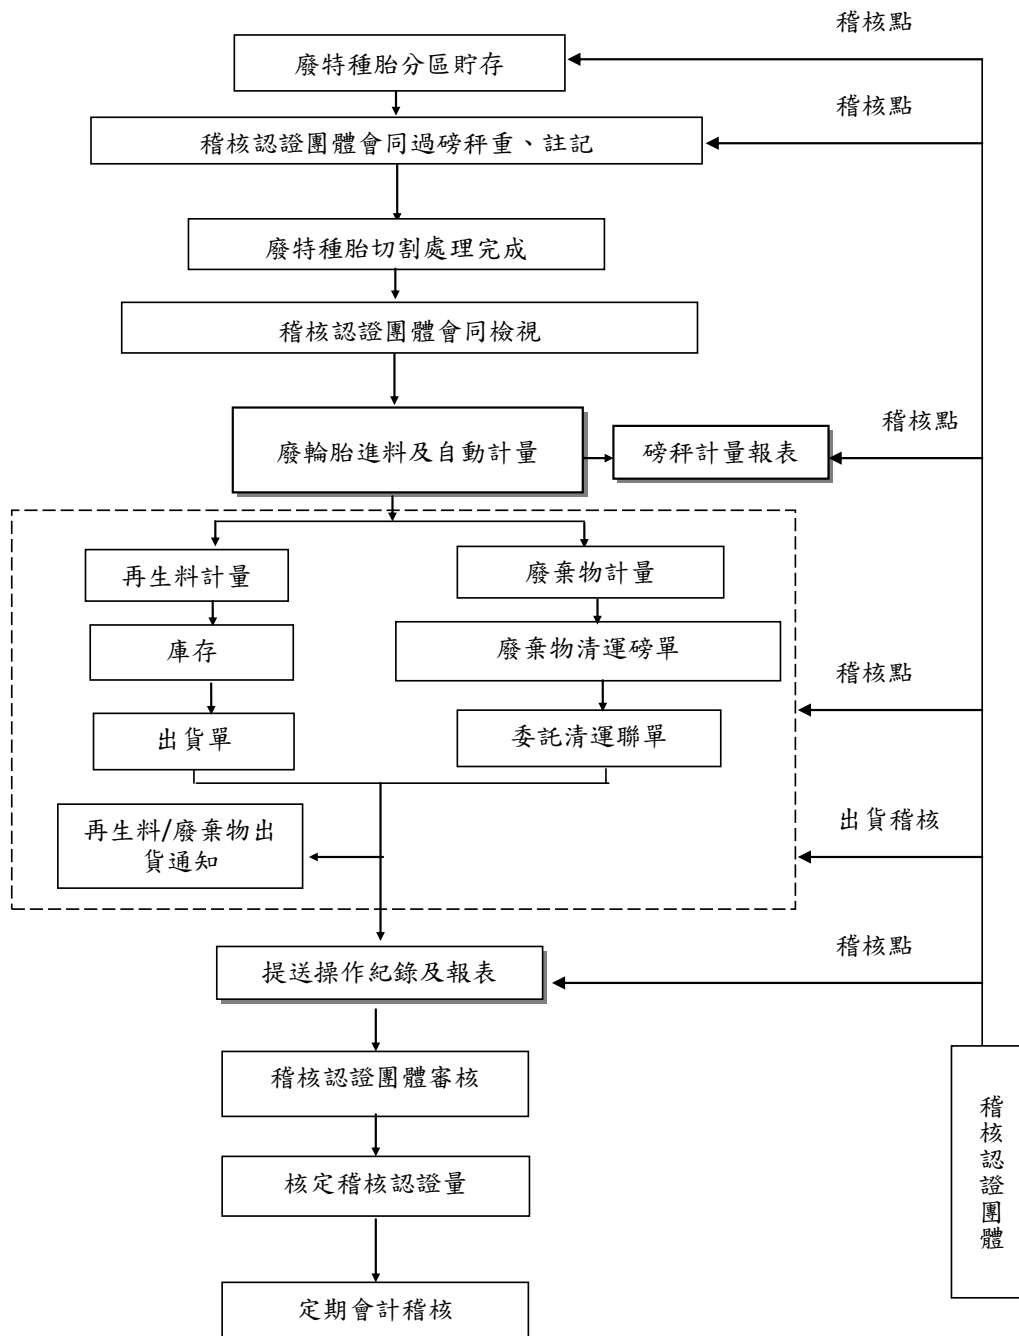 稽核點
廢特種胎分區貯存
稽核點
稽核認證團體會同過磅秤重、註記
廢特種胎切割處理完成
稽核認證團體會同檢視
稽核點
廢輪胎進料及自動計量
磅秤計量報表
再生料計量
廢棄物計量
庫存
廢棄物清運磅單
稽核點
出貨單
委託清運聯單
出貨稽核
再生料/廢棄物出
貨通知
稽核點
提送操作紀錄及報表
稽核認證團體審核
稽核認證團體
核定稽核認證量
定期會計稽核